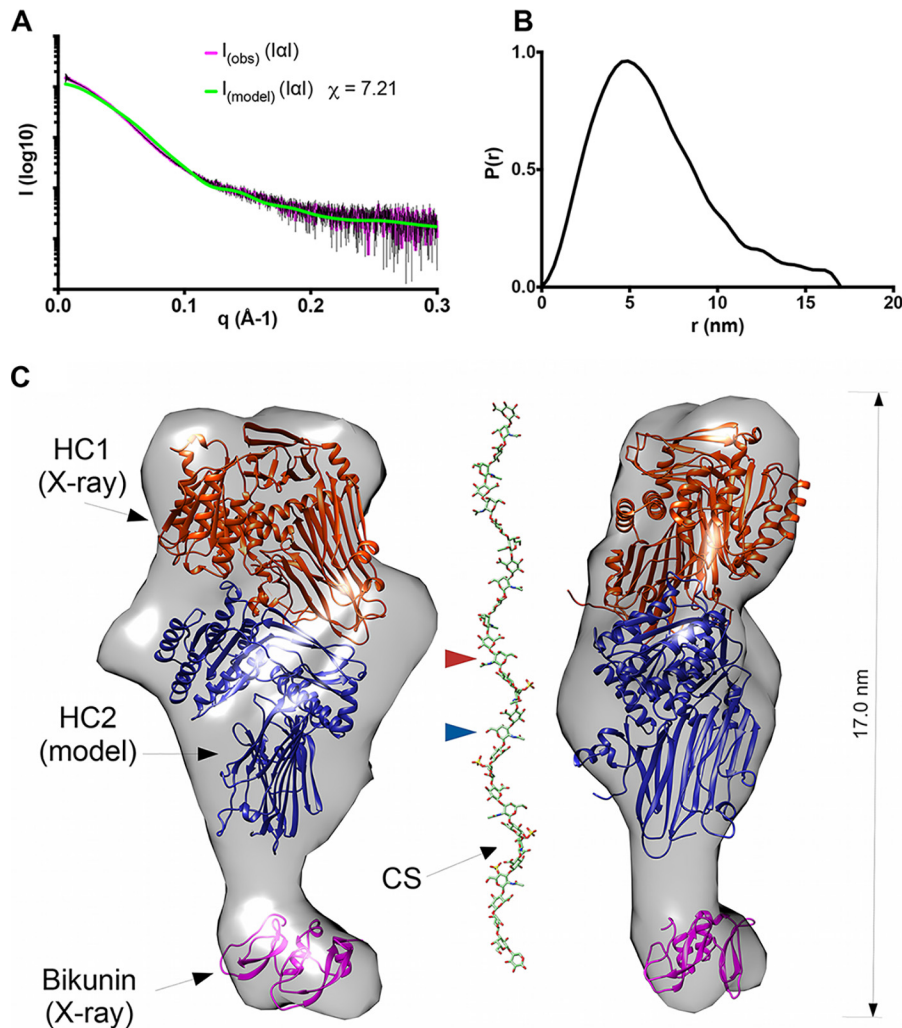 A
I(obs) (IαI)
I(model) (IαI) χ = 7.21
I (log10)
0.0 0.1 0.2 0.3
q (Å-1)
B
1.0
0.5
0.0
P(r)
0 5 10 15 20
r (nm)
C
HC1
(X-ray)
HC2
(model)
CS
Bikunin
(X-ray)
17.0 nm